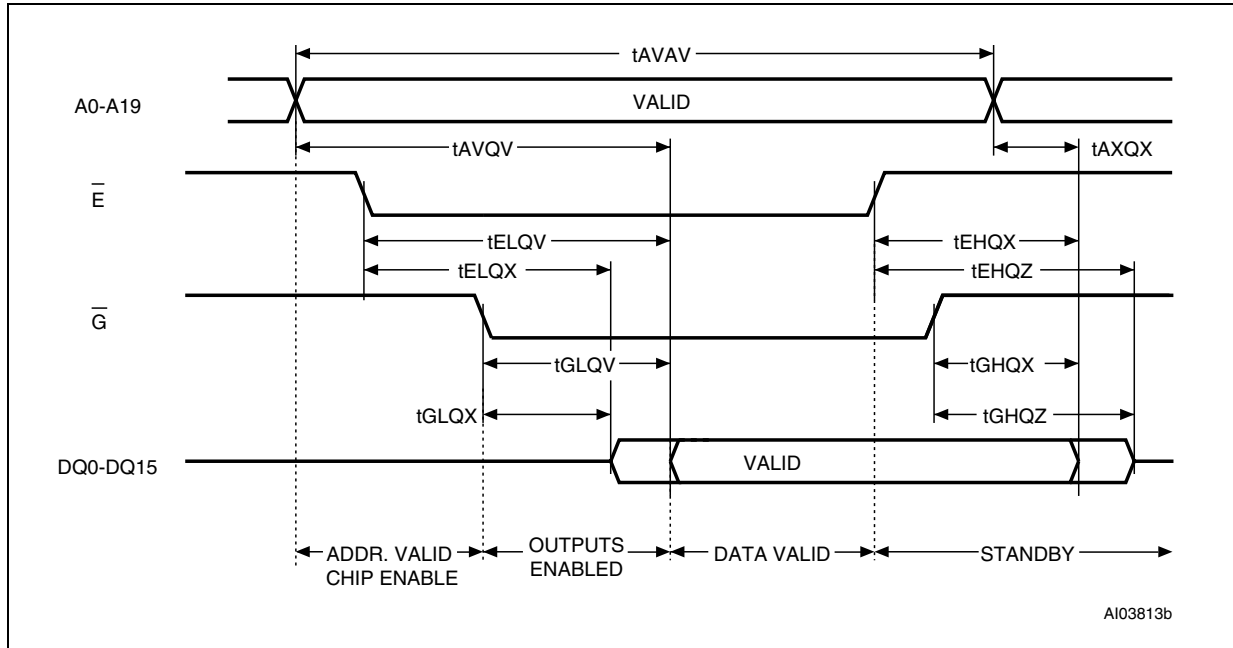 tAVAV
A0-A19
VALID
tAVQV
tAXQX
E
tELQV
tEHQX
tELQX
tEHQZ
G
tGLQV
tGHQX
tGLQX
tGHQZ
DQ0-DQ15
VALID
ADDR. VALID
CHIP ENABLE
OUTPUTS
ENABLED
DATA VALID
STANDBY
AI03813b